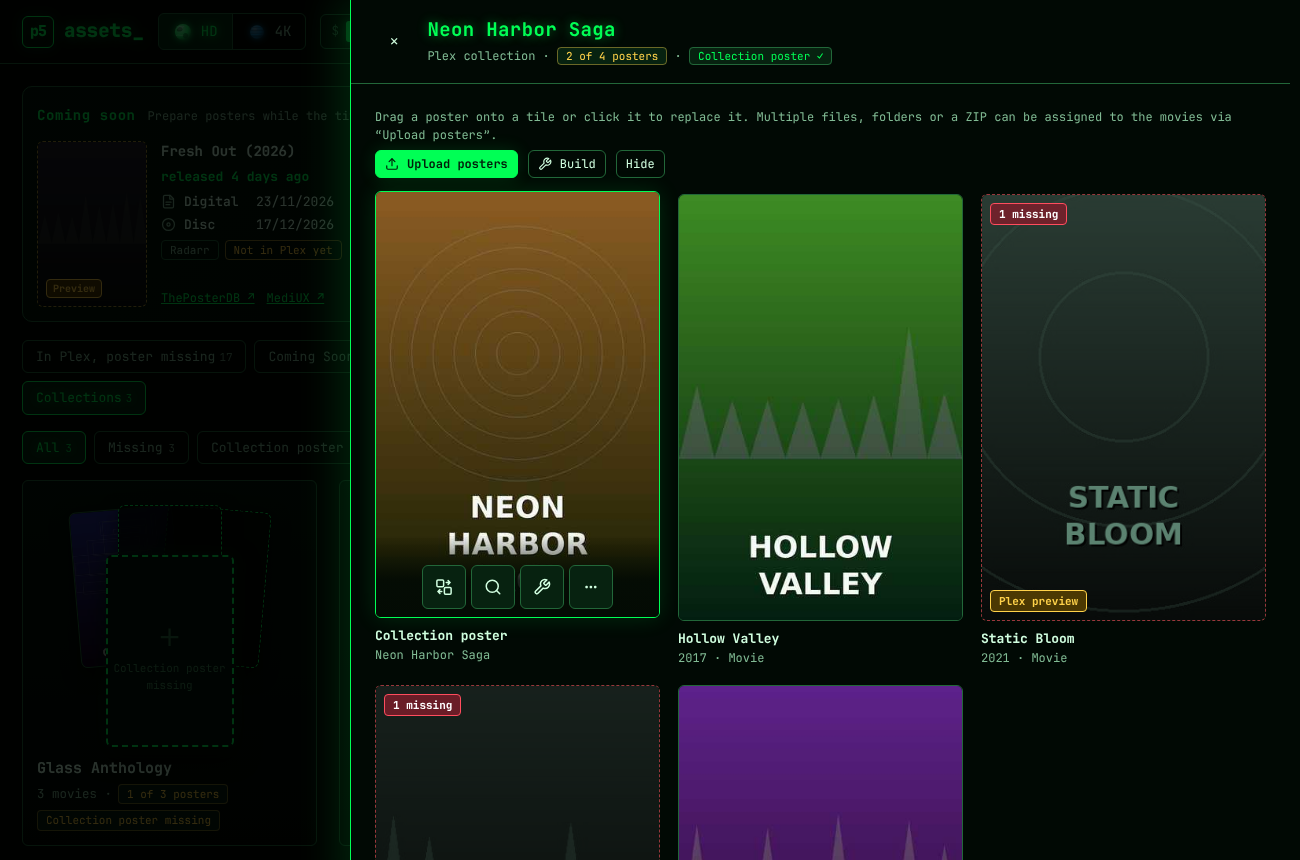 p5 assets_ HD 4K $
Neon Harbor Saga
Plex collection · 2 of 4 posters · Collection poster ✓
Coming soon Prepare posters while the ti
Fresh Out (2026)
released 4 days ago
Digital 23/11/2026
Disc 17/12/2026
Radarr Not in Plex yet
Preview
ThePosterDB ↗ MediUX ↗
In Plex, poster missing 17 Coming Soon
Collections 3
All 3 Missing 3 Collection poster
Collection poster
missing
Glass Anthology
3 movies · 1 of 3 posters
Collection poster missing
Drag a poster onto a tile or click it to replace it. Multiple files, folders or a ZIP can be assigned to the movies via
“Upload posters”.
Upload posters Build Hide
NEON
HARBOR
Collection poster
Neon Harbor Saga
HOLLOW
VALLEY
Hollow Valley
2017 · Movie
1 missing
STATIC
BLOOM
Plex preview
Static Bloom
2021 · Movie
1 missing